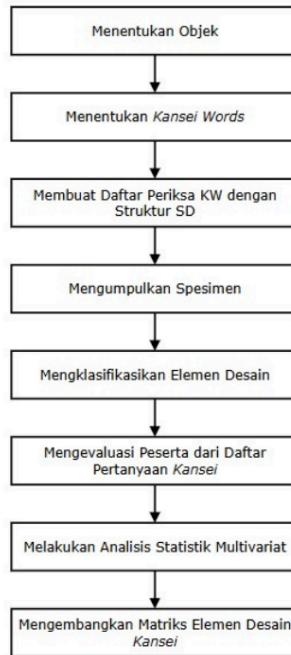 Menentukan Objek
Menentukan Kansei Words
Membuat Daftar Periksa KW dengan
Struktur SD
Mengumpulkan Spesimen
Mengklasifikasikan Elemen Desain
Mengevaluasi Peserta dari Daftar
Pertanyaan Kansei
Melakukan Analisis Statistik Multivariat
Mengembangkan Matriks Elemen Desain
Kansei